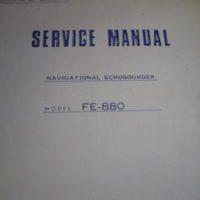 SERVICE MANUAL
NAVIGATIONAL ECHOSOUNDER
MODEL FE-880